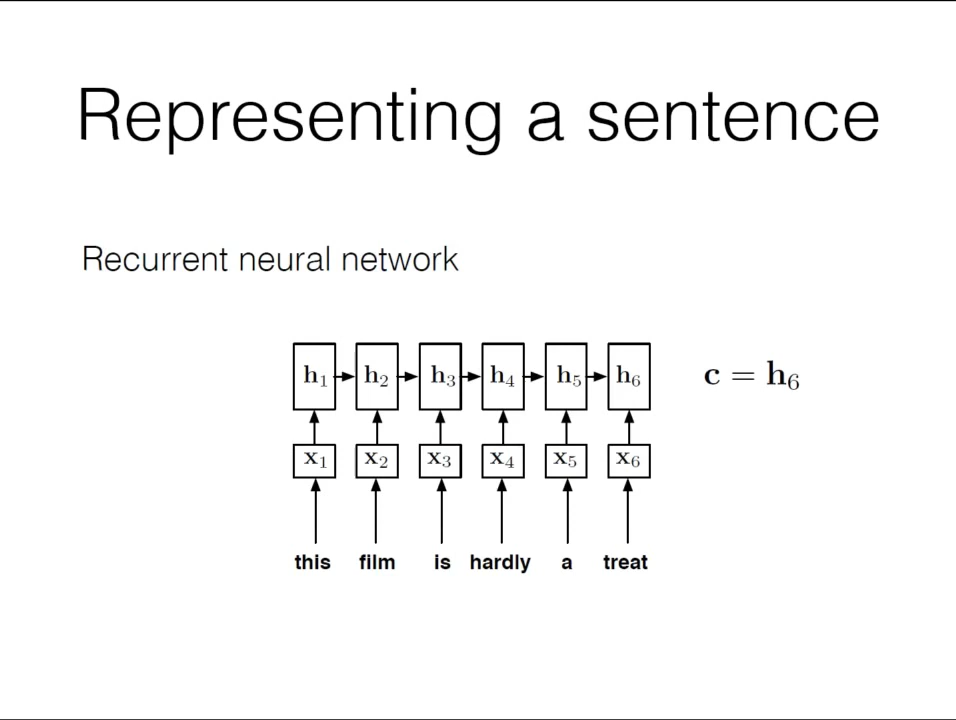 Representing a sentence
Recurrent neural network
h₁ h₂ h₃ h₄ h₅ h₆ c = h₆
x₁ x₂ x₃ x₄ x₅ x₆
this film is hardly a treat